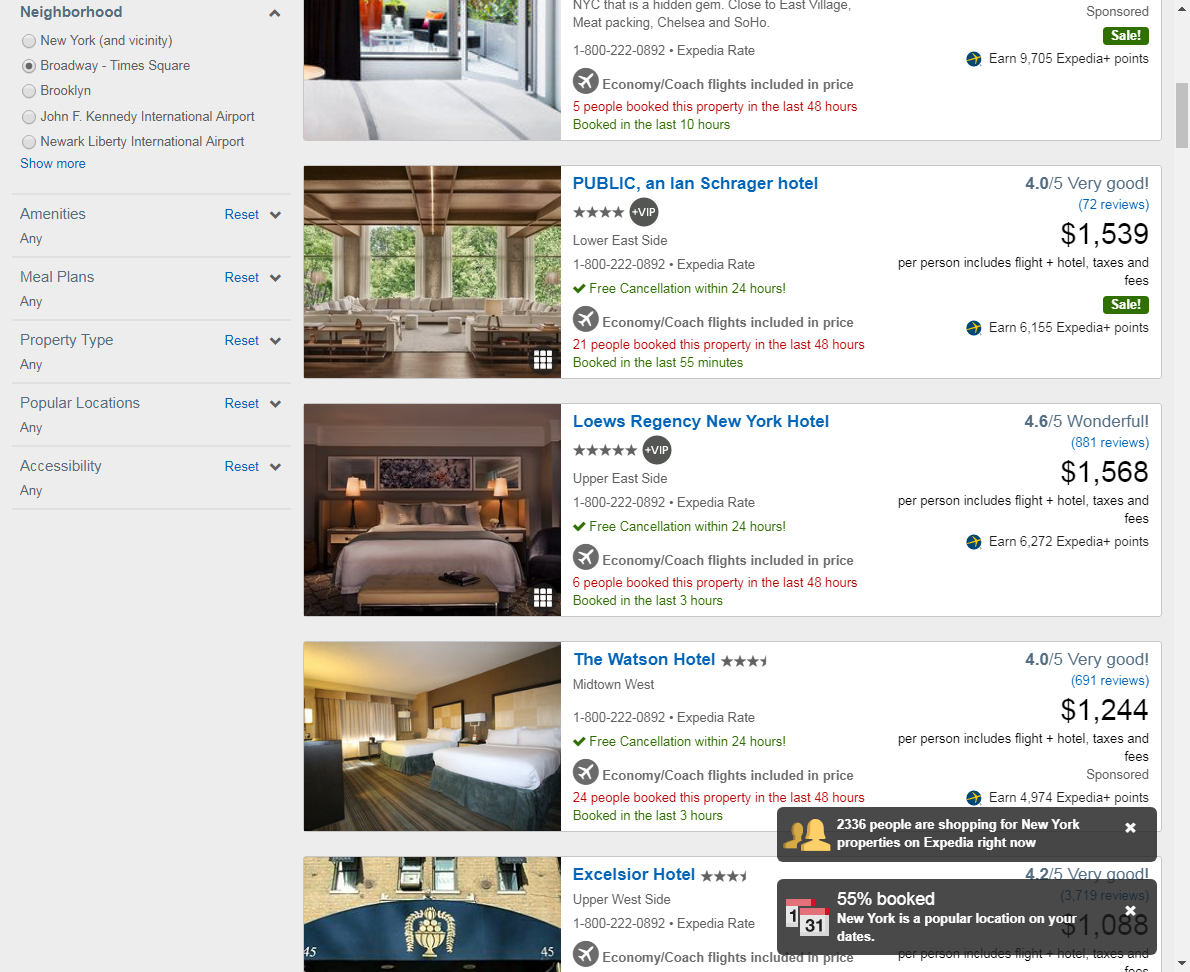 Neighborhood
New York (and vicinity)
Broadway - Times Square
Brooklyn
John F. Kennedy International Airport
Newark Liberty International Airport
Show more
Amenities Reset
Any
Meal Plans Reset
Any
Property Type Reset
Any
Popular Locations Reset
Any
Accessibility Reset
Any
NYC that is a hidden gem. Close to East Village,
Meat packing, Chelsea and SoHo.
1-800-222-0892 • Expedia Rate
Economy/Coach flights included in price
5 people booked this property in the last 48 hours
Booked in the last 10 hours
Sponsored
Sale!
Earn 9,705 Expedia+ points
PUBLIC, an Ian Schrager hotel
+VIP
Lower East Side
1-800-222-0892 • Expedia Rate
Free Cancellation within 24 hours!
Economy/Coach flights included in price
21 people booked this property in the last 48 hours
Booked in the last 55 minutes
4.0/5 Very good!
(72 reviews)
$1,539
per person includes flight + hotel, taxes and
fees
Sale!
Earn 6,155 Expedia+ points
Loews Regency New York Hotel
+VIP
Upper East Side
1-800-222-0892 • Expedia Rate
Free Cancellation within 24 hours!
Economy/Coach flights included in price
6 people booked this property in the last 48 hours
Booked in the last 3 hours
4.6/5 Wonderful!
(881 reviews)
$1,568
per person includes flight + hotel, taxes and
fees
Earn 6,272 Expedia+ points
The Watson Hotel
Midtown West
1-800-222-0892 • Expedia Rate
Free Cancellation within 24 hours!
Economy/Coach flights included in price
24 people booked this property in the last 48 hours
Booked in the last 3 hours
4.0/5 Very good!
(691 reviews)
$1,244
per person includes flight + hotel, taxes and
fees
Sponsored
Earn 4,974 Expedia+ points
2336 people are shopping for New York
properties on Expedia right now
45 45
Excelsior Hotel
Upper West Side
1-800-222-0892 • Expedia Rate
Economy/Coach flights included in price
4.2/5 Very good!
(3,719 reviews)
$1,088
per person includes flight + hotel, taxes and
fees
1 31
55% booked
New York is a popular location on your
dates.